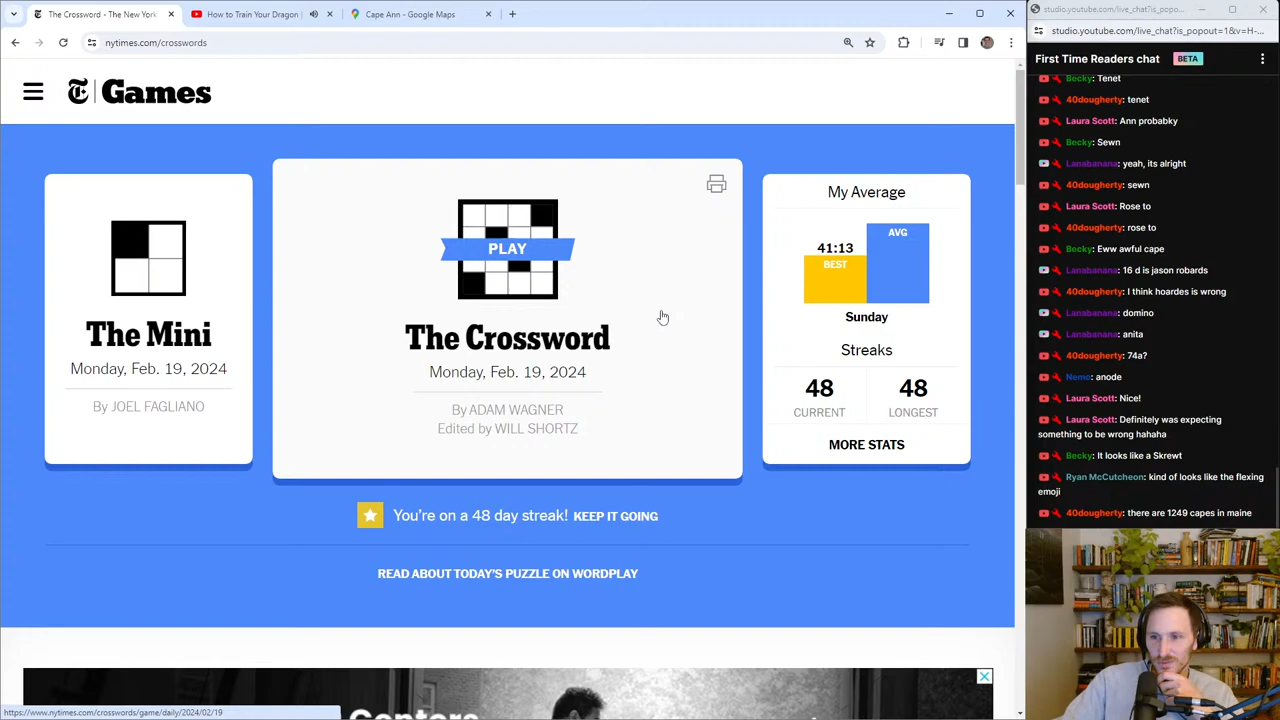 The Crossword - The New York
How to Train Your Dragon |
Cape Ann - Google Maps
nytimes.com/crosswords
Games
The Mini
Monday, Feb. 19, 2024
By JOEL FAGLIANO
PLAY
The Crossword
Monday, Feb. 19, 2024
By ADAM WAGNER
Edited by WILL SHORTZ
My Average
41:13
BEST
AVG
Sunday
Streaks
48
48
CURRENT
LONGEST
MORE STATS
You're on a 48 day streak! KEEP IT GOING
READ ABOUT TODAY'S PUZZLE ON WORDPLAY
https://www.nytimes.com/crosswords/game/daily/2024/02/19
studio.youtube.com/live_chat?is_popo...
studio.youtube.com/live_chat?is_popout=1&v=H-...
First Time Readers chat BETA
Becky: Tenet
40dougherty: tenet
Laura Scott: Ann probabky
Becky: Sewn
Lanabanana: yeah, its alright
40dougherty: sewn
Laura Scott: Rose to
40dougherty: rose to
Becky: Eww awful cape
Lanabanana: 16 d is jason robards
40dougherty: I think hoardes is wrong
Lanabanana: domino
Lanabanana: anita
40dougherty: 74a?
Nemo: anode
Laura Scott: Nice!
Laura Scott: Definitely was expecting
something to be wrong hahaha
Becky: It looks like a Skrewt
Ryan McCutcheon: kind of looks like the flexing
emoji
40dougherty: there are 1249 capes in maine